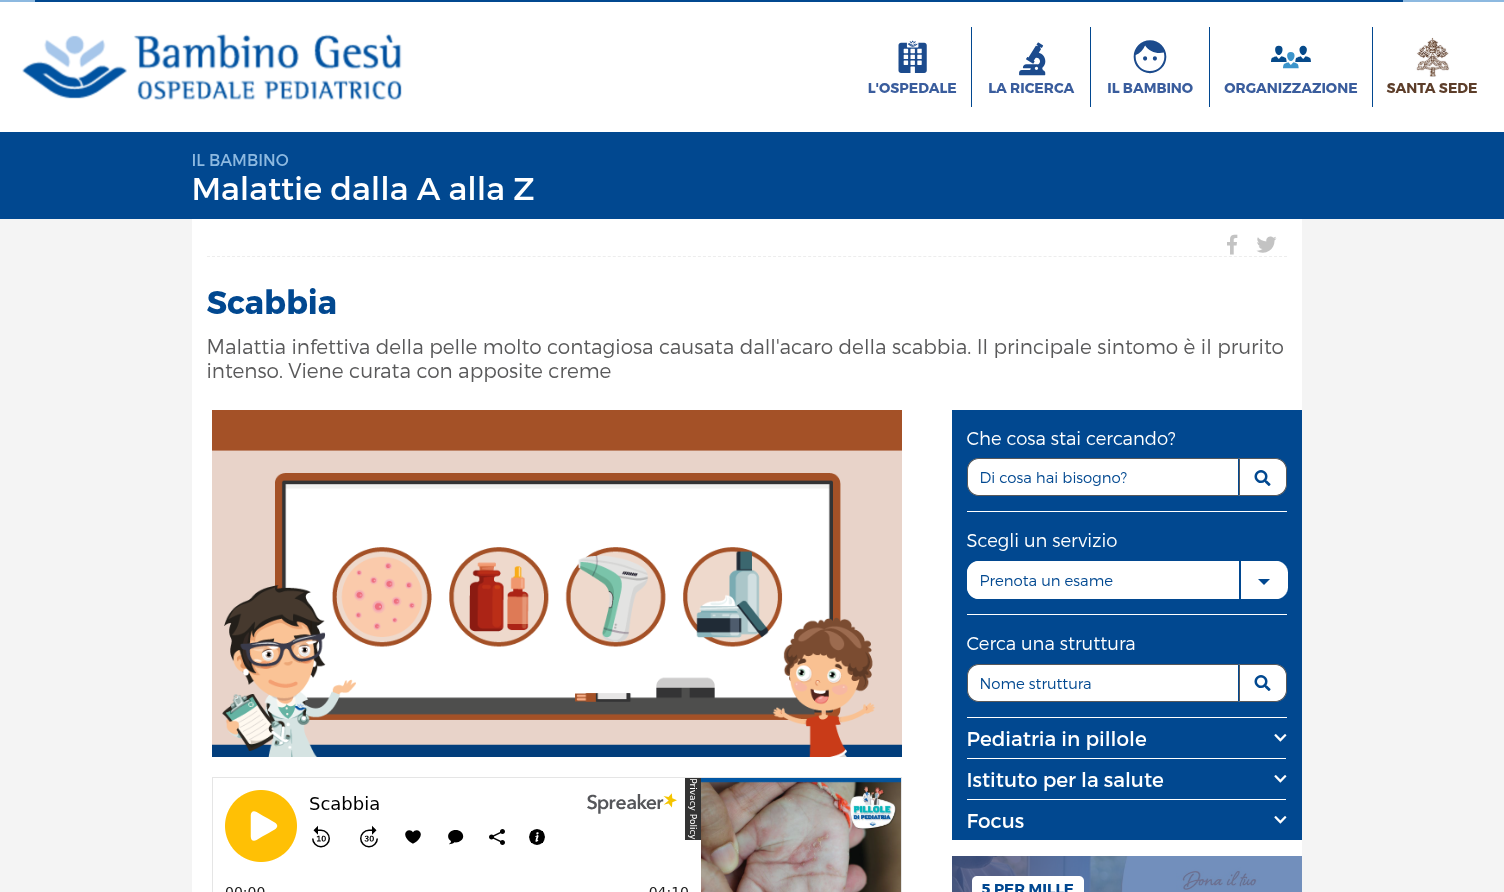 Bambino Gesù
OSPEDALE PEDIATRICO
L'OSPEDALE
LA RICERCA
IL BAMBINO
ORGANIZZAZIONE
SANTA SEDE
IL BAMBINO
Malattie dalla A alla Z
Scabbia
Malattia infettiva della pelle molto contagiosa causata dall'acaro della scabbia. Il principale sintomo è il prurito
intenso. Viene curata con apposite creme
Che cosa stai cercando?
Di cosa hai bisogno?
Scegli un servizio
Prenota un esame
Cerca una struttura
Nome struttura
Pediatria in pillole
Istituto per la salute
Focus
Scabbia
Spreaker
Privacy Policy
10
30
00:00
04:10
PILLOLE
DI PEDIATRIA
Dona il tuo
5 PER MILLE